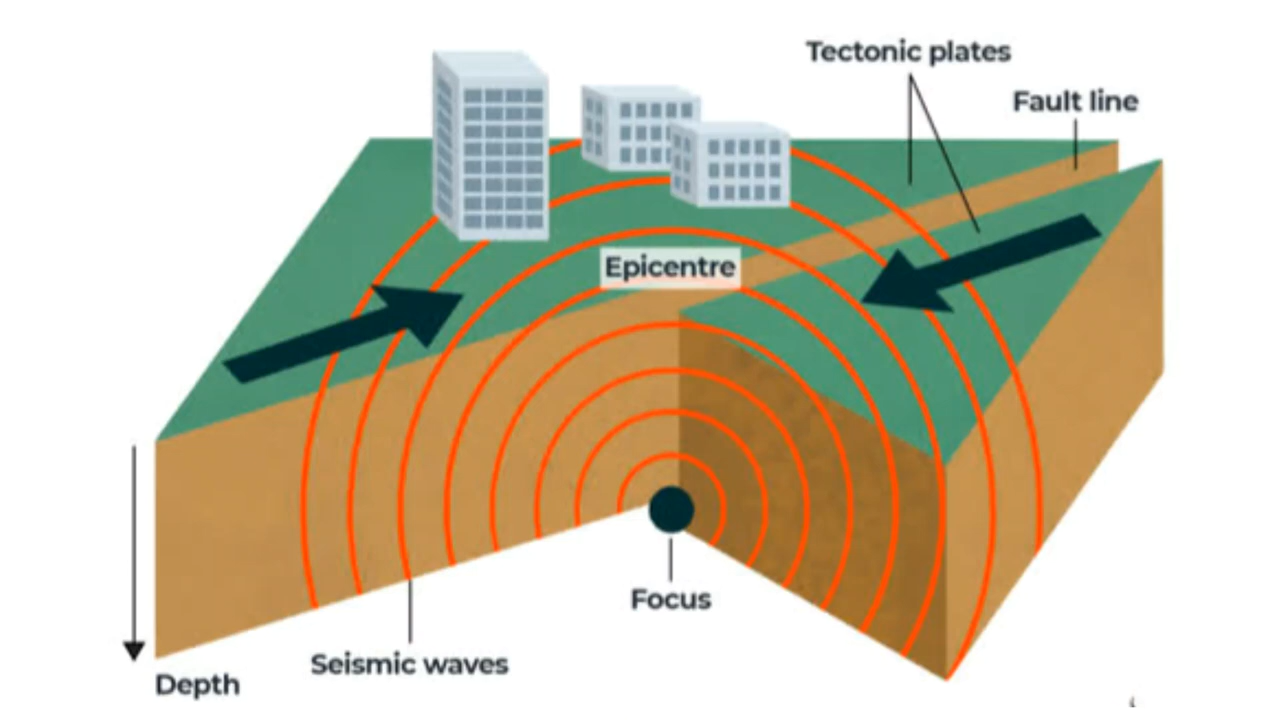 Tectonic plates
Fault line
Epicentre
Focus
Seismic waves
Depth